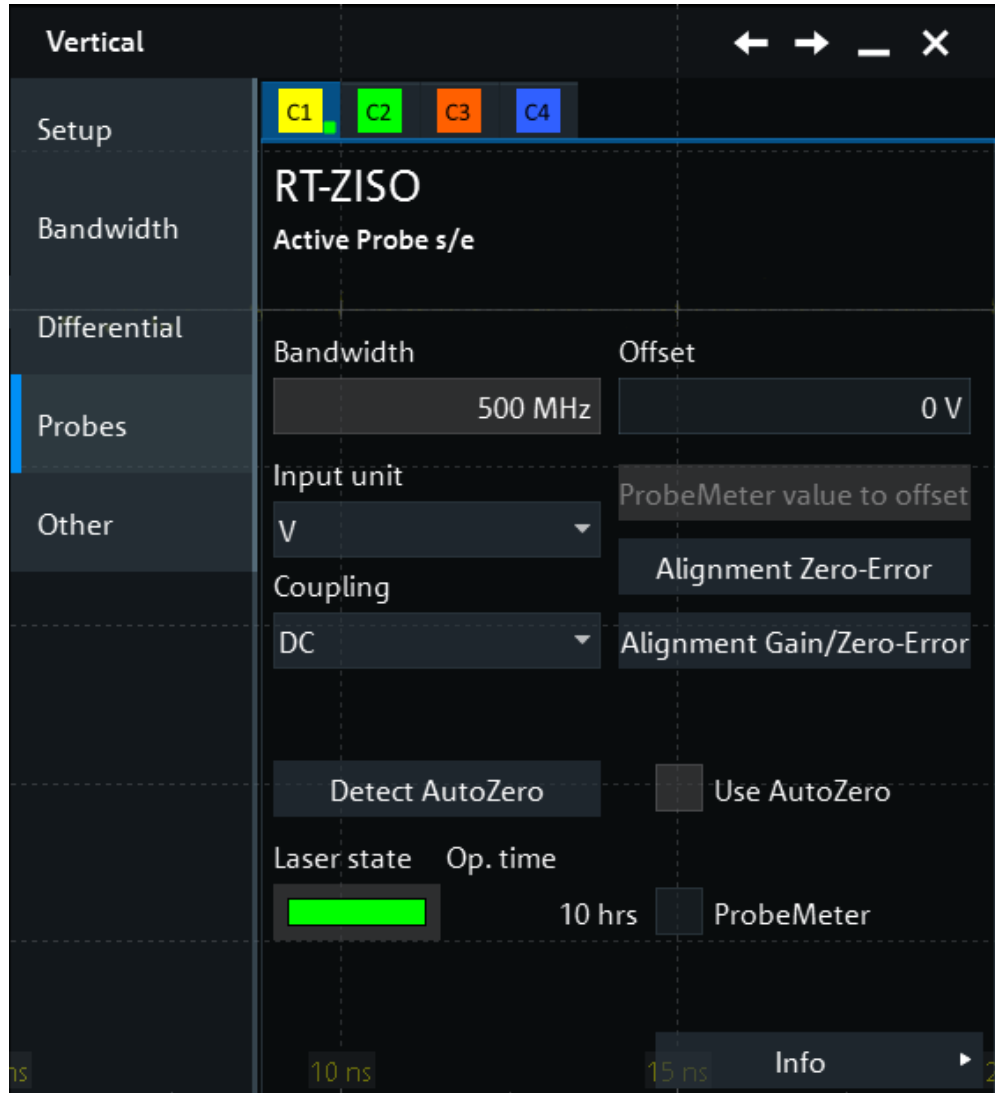 Vertical
Setup
Bandwidth
Differential
Probes
Other
C1 C2 C3 C4
RT-ZISO
Active Probe s/e
Bandwidth Offset
500 MHz 0 V
Input unit
ProbeMeter value to offset
V
Alignment Zero-Error
Coupling
DC
Alignment Gain/Zero-Error
Detect AutoZero Use AutoZero
Laser state Op. time
10 hrs ProbeMeter
Info
ns 10 ns 15 ns 2